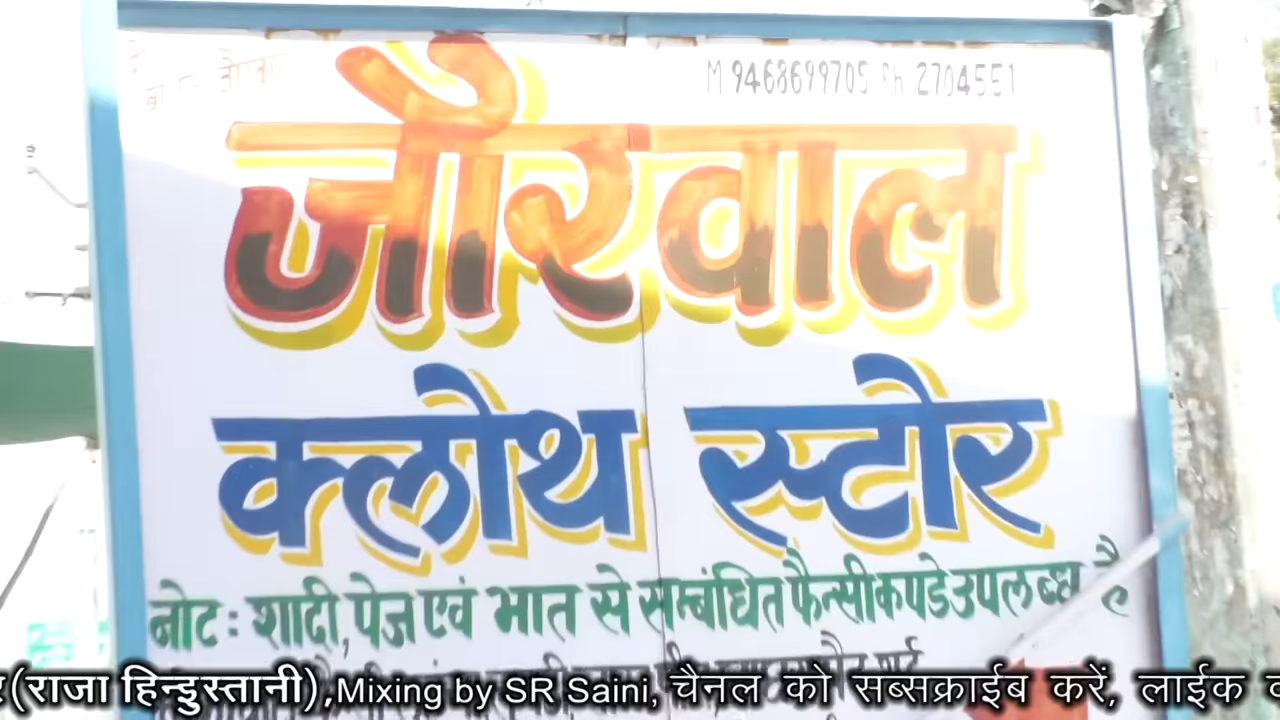 M 9468699705 Ph 2704551
जौरवाल
क्लोथ स्टोर
नोट : शादी, पेज एवं भात से सम्बंधित फैन्सी कपडे उपलब्ध है
(राजा हिन्डुस्तानी), Mixing by SR Saini, चैनल को सब्सक्राईब करें, लाईक